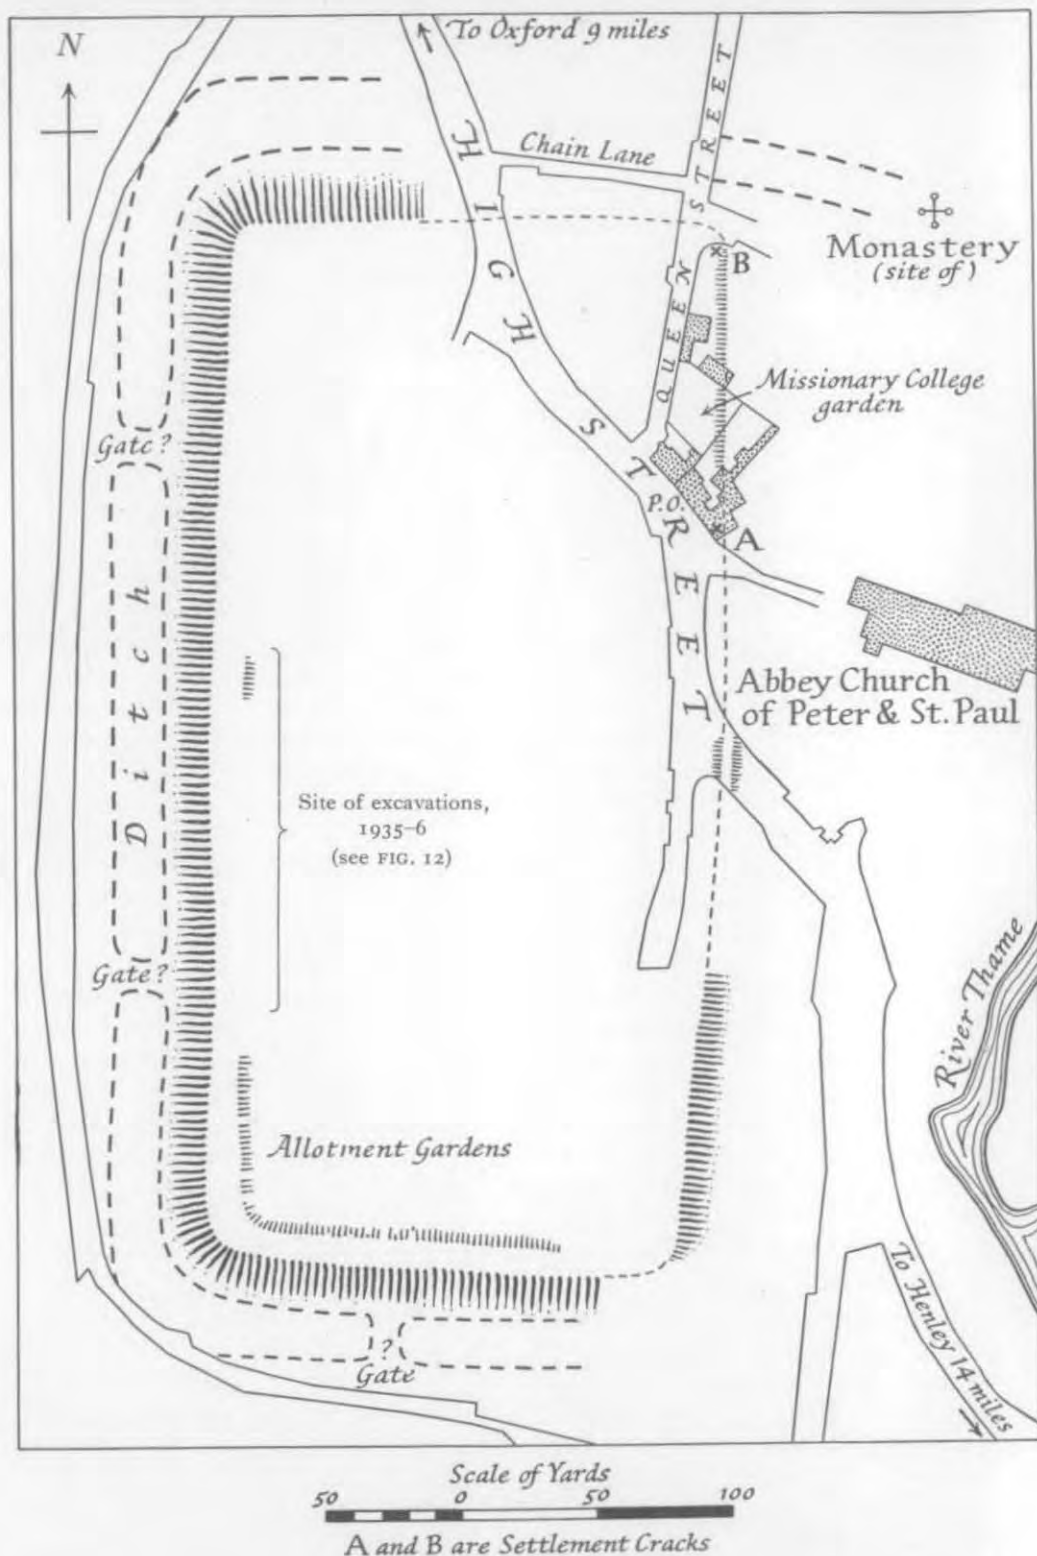 N
To Oxford 9 miles
Chain Lane
HIGH STREET
QUEEN STREET
Monastery
(site of)
B
Missionary College
garden
Gate?
P.O.
A
Ditch
Abbey Church
of Peter & St. Paul
Site of excavations,
1935-6
(see FIG. 12)
Gate?
River Thame
Allotment Gardens
To Henley 14 miles
?
Gate
Scale of Yards
50 0 50 100
A and B are Settlement Cracks